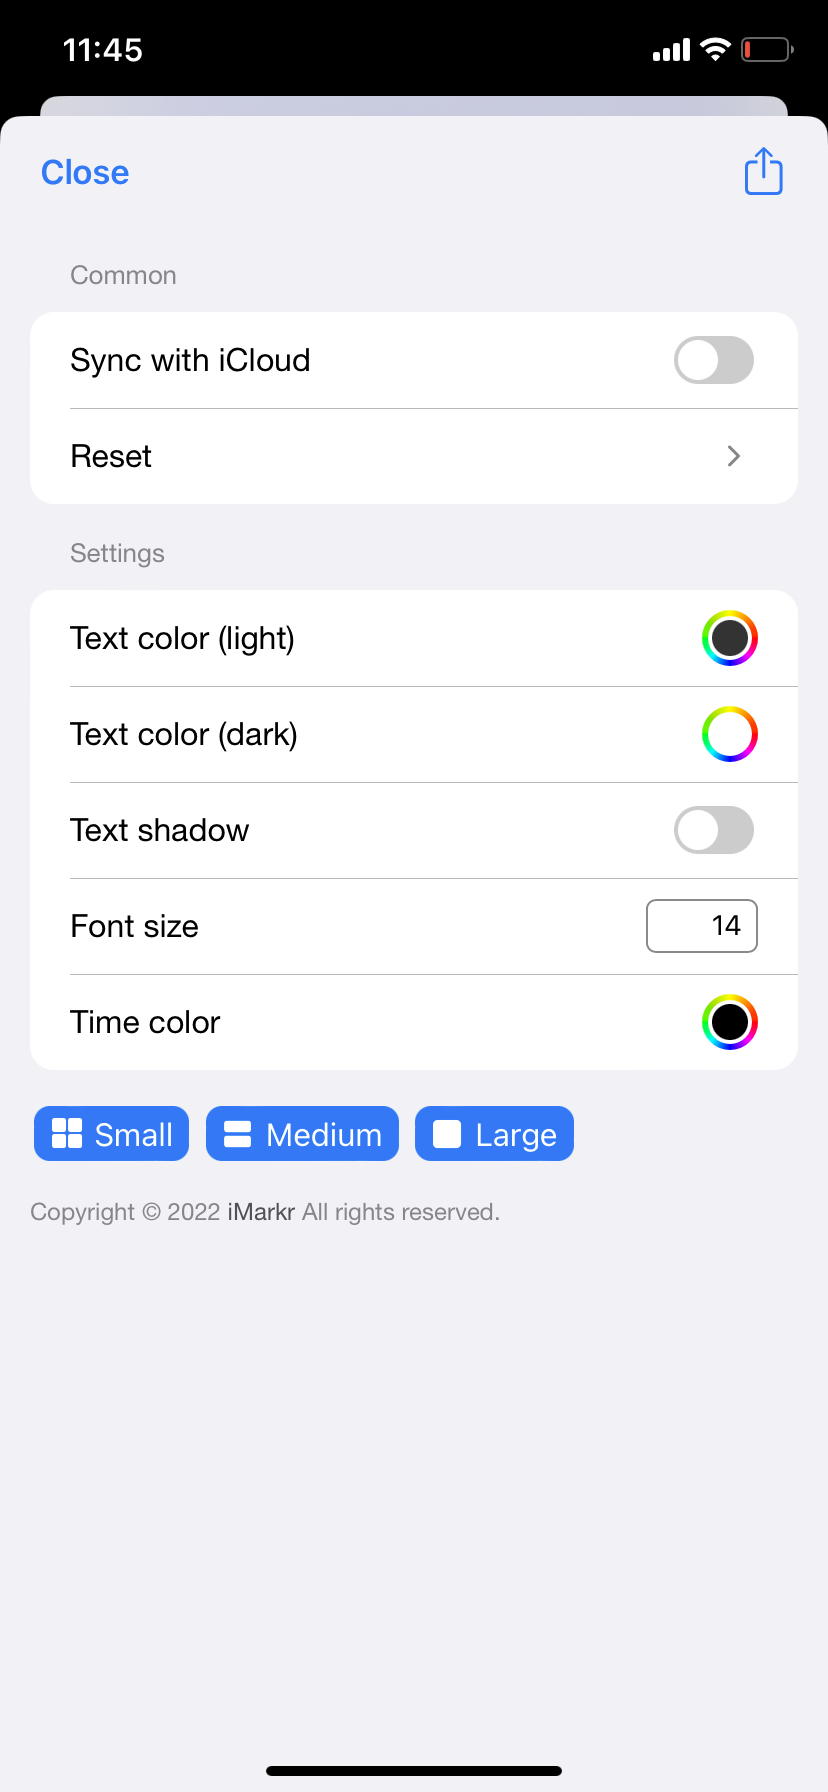 11:45
Close
Common
Sync with iCloud
Reset
Settings
Text color (light)
Text color (dark)
Text shadow
Font size 14
Time color
Small Medium Large
Copyright © 2022 iMarkr All rights reserved.